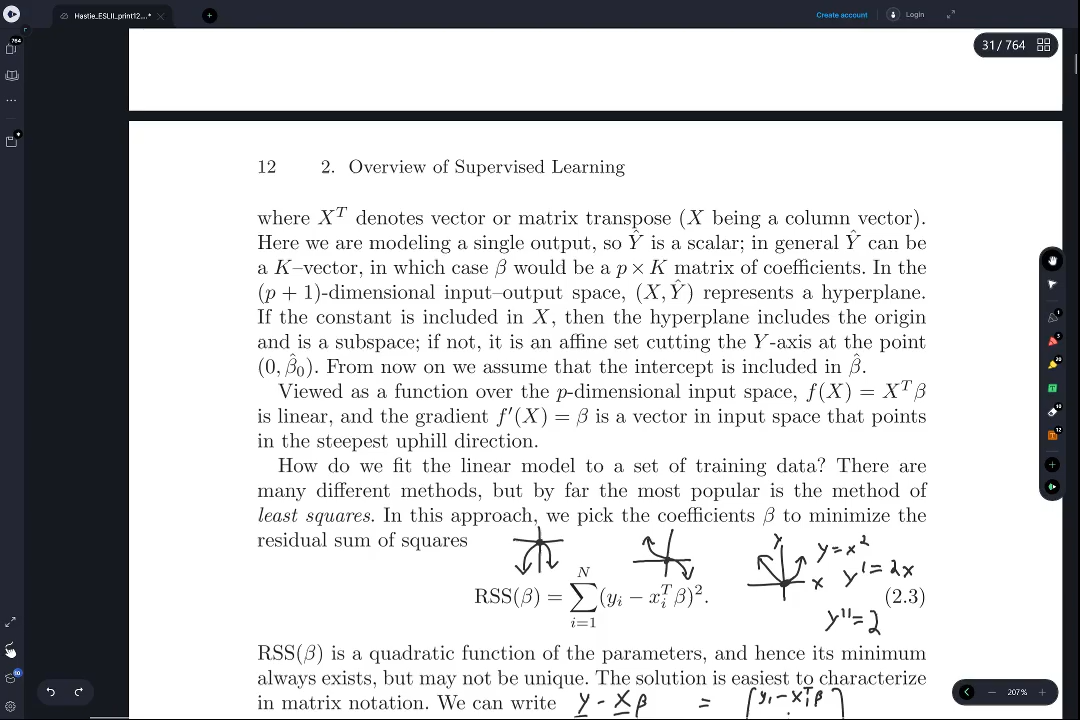 Hastie_ESLII_print12....*
Create account
Login
764
31 / 764
12 2. Overview of Supervised Learning
where X^T denotes vector or matrix transpose (X being a column vector).
Here we are modeling a single output, so Ŷ is a scalar; in general Ŷ can be
a K–vector, in which case β would be a p × K matrix of coefficients. In the
(p + 1)-dimensional input–output space, (X, Ŷ) represents a hyperplane.
If the constant is included in X, then the hyperplane includes the origin
and is a subspace; if not, it is an affine set cutting the Y-axis at the point
(0, β̂₀). From now on we assume that the intercept is included in β̂.
Viewed as a function over the p-dimensional input space, f(X) = X^Tβ
is linear, and the gradient f′(X) = β is a vector in input space that points
in the steepest uphill direction.
How do we fit the linear model to a set of training data? There are
many different methods, but by far the most popular is the method of
least squares. In this approach, we pick the coefficients β to minimize the
residual sum of squares
y
x
y = x²
y' = 2x
y'' = 2
RSS(β) = ∑_{i=1}^{N} (y_i − x_i^T β)². (2.3)
RSS(β) is a quadratic function of the parameters, and hence its minimum
always exists, but may not be unique. The solution is easiest to characterize
in matrix notation. We can write y - Xβ = [y₁ - x₁ᵀβ]
207%